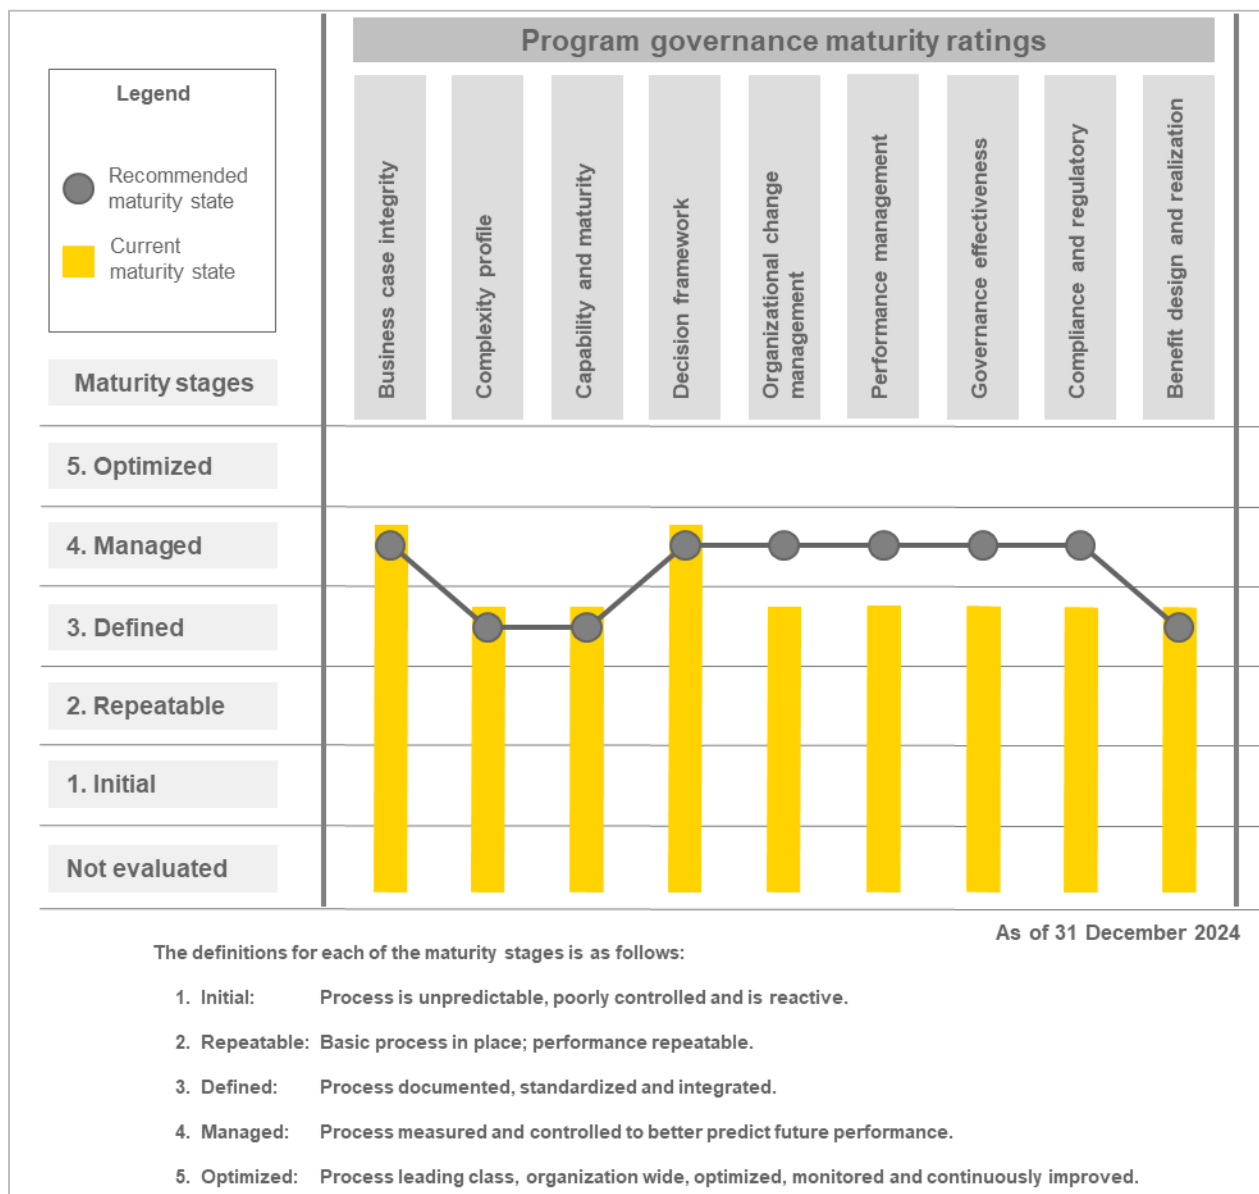 Program governance maturity ratings
Legend
Recommended
maturity state
Current
maturity state
Business case integrity
Complexity profile
Capability and maturity
Decision framework
Organizational change
management
Performance management
Governance effectiveness
Compliance and regulatory
Benefit design and realization
Maturity stages
5. Optimized
4. Managed
3. Defined
2. Repeatable
1. Initial
Not evaluated
As of 31 December 2024
The definitions for each of the maturity stages is as follows:
1. Initial: Process is unpredictable, poorly controlled and is reactive.
2. Repeatable: Basic process in place; performance repeatable.
3. Defined: Process documented, standardized and integrated.
4. Managed: Process measured and controlled to better predict future performance.
5. Optimized: Process leading class, organization wide, optimized, monitored and continuously improved.